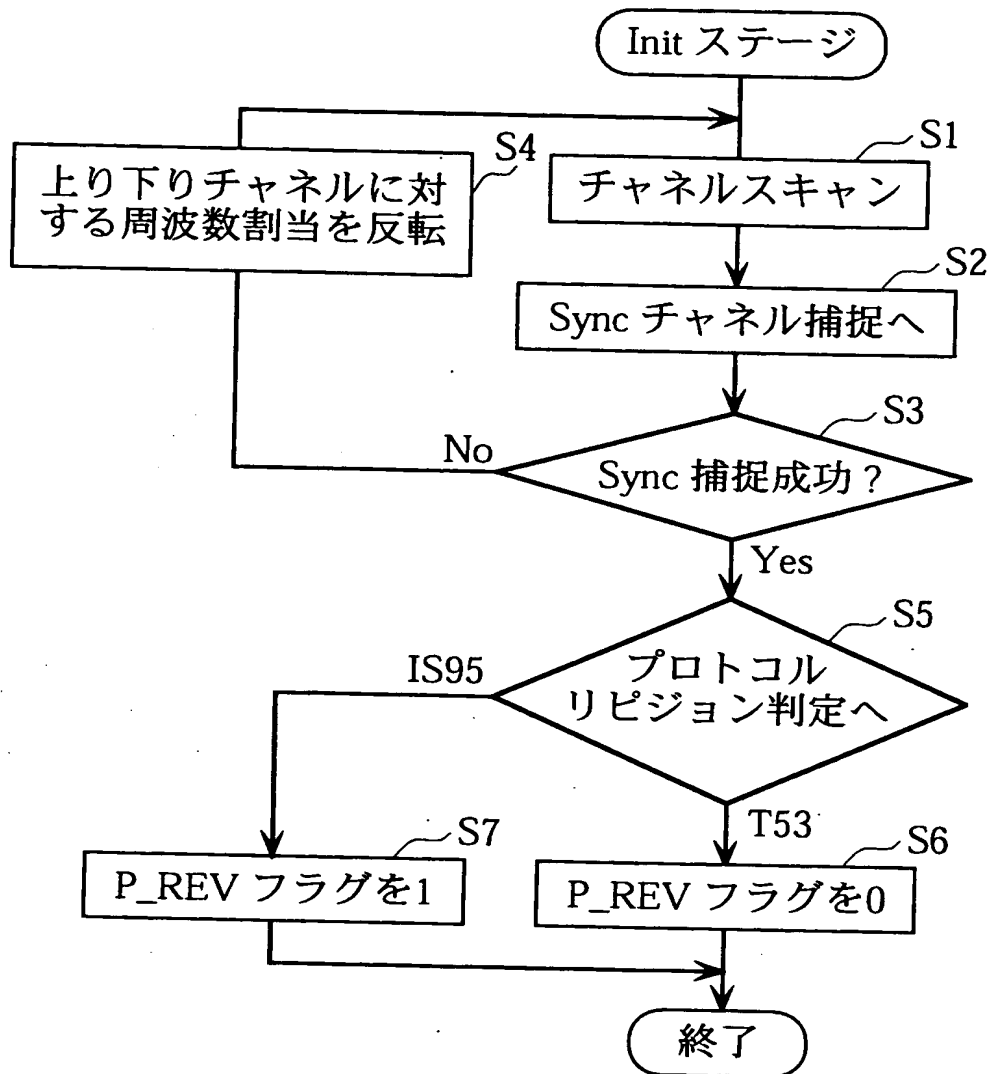 Init ステージ
S1
チャネルスキャン
S4
上り下りチャネルに対
する周波数割当を反転
S2
Sync チャネル捕捉へ
S3
Sync 捕捉成功？
No
Yes
S5
プロトコル
リビジョン判定へ
IS95
T53
S7
P_REV フラグを1
S6
P_REV フラグを0
終了